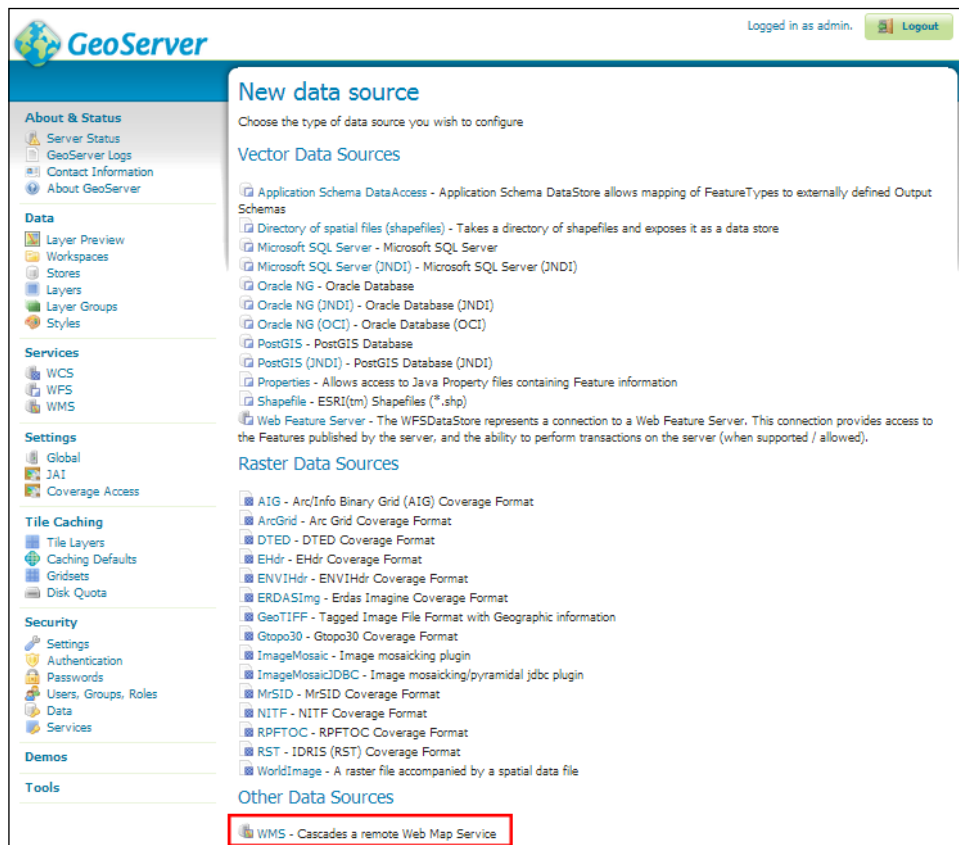 GeoServer
Logged in as admin.
Logout
About & Status
Server Status
GeoServer Logs
Contact Information
About GeoServer
Data
Layer Preview
Workspaces
Stores
Layers
Layer Groups
Styles
Services
WCS
WFS
WMS
Settings
Global
JAI
Coverage Access
Tile Caching
Tile Layers
Caching Defaults
Gridsets
Disk Quota
Security
Settings
Authentication
Passwords
Users, Groups, Roles
Data
Services
Demos
Tools
New data source
Choose the type of data source you wish to configure
Vector Data Sources
Application Schema DataAccess - Application Schema DataStore allows mapping of FeatureTypes to externally defined Output
Schemas
Directory of spatial files (shapefiles) - Takes a directory of shapefiles and exposes it as a data store
Microsoft SQL Server - Microsoft SQL Server
Microsoft SQL Server (JNDI) - Microsoft SQL Server (JNDI)
Oracle NG - Oracle Database
Oracle NG (JNDI) - Oracle Database (JNDI)
Oracle NG (OCI) - Oracle Database (OCI)
PostGIS - PostGIS Database
PostGIS (JNDI) - PostGIS Database (JNDI)
Properties - Allows access to Java Property files containing Feature information
Shapefile - ESRI(tm) Shapefiles (*.shp)
Web Feature Server - The WFSDataStore represents a connection to a Web Feature Server. This connection provides access to
the Features published by the server, and the ability to perform transactions on the server (when supported / allowed).
Raster Data Sources
AIG - Arc/Info Binary Grid (AIG) Coverage Format
ArcGrid - Arc Grid Coverage Format
DTED - DTED Coverage Format
EHdr - EHdr Coverage Format
ENVIHdr - ENVIHdr Coverage Format
ERDASImg - Erdas Imagine Coverage Format
GeoTIFF - Tagged Image File Format with Geographic information
Gtopo30 - Gtopo30 Coverage Format
ImageMosaic - Image mosaicking plugin
ImageMosaicJDBC - Image mosaicking/pyramidal jdbc plugin
MrSID - MrSID Coverage Format
NITF - NITF Coverage Format
RPFTOC - RPFTOC Coverage Format
RST - IDRIS (RST) Coverage Format
WorldImage - A raster file accompanied by a spatial data file
Other Data Sources
WMS - Cascades a remote Web Map Service